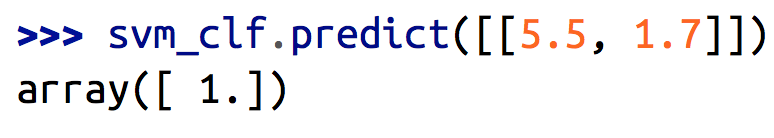 >>> svm_clf.predict([[5.5, 1.7]])
array([ 1.])